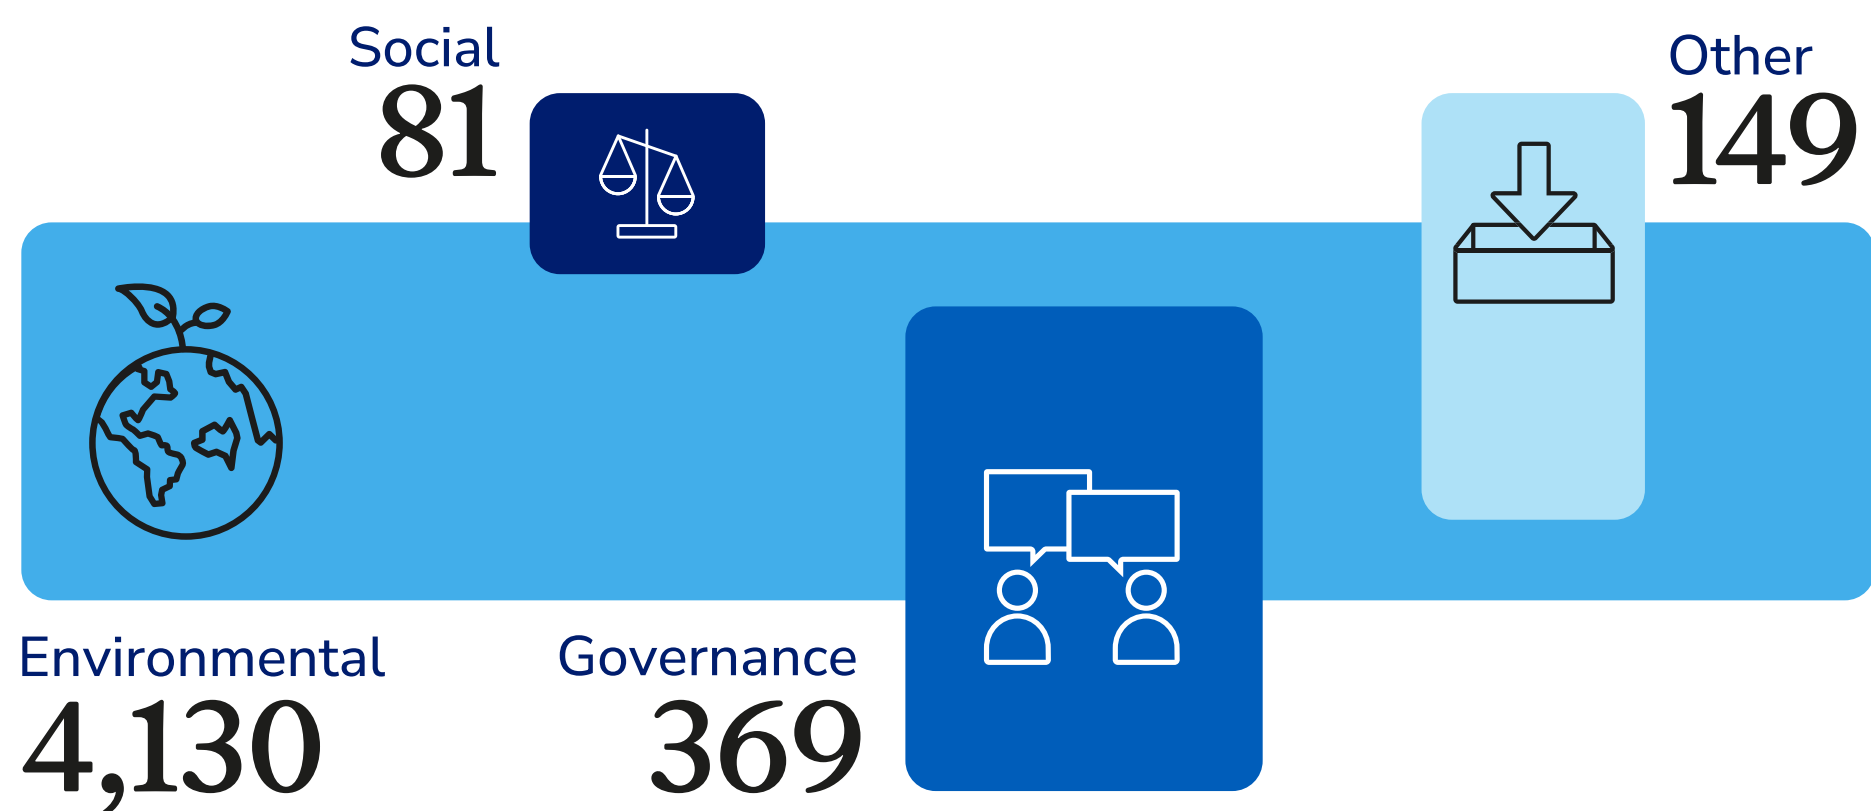 Social
81
Other
149
Environmental
4,130
Governance
369